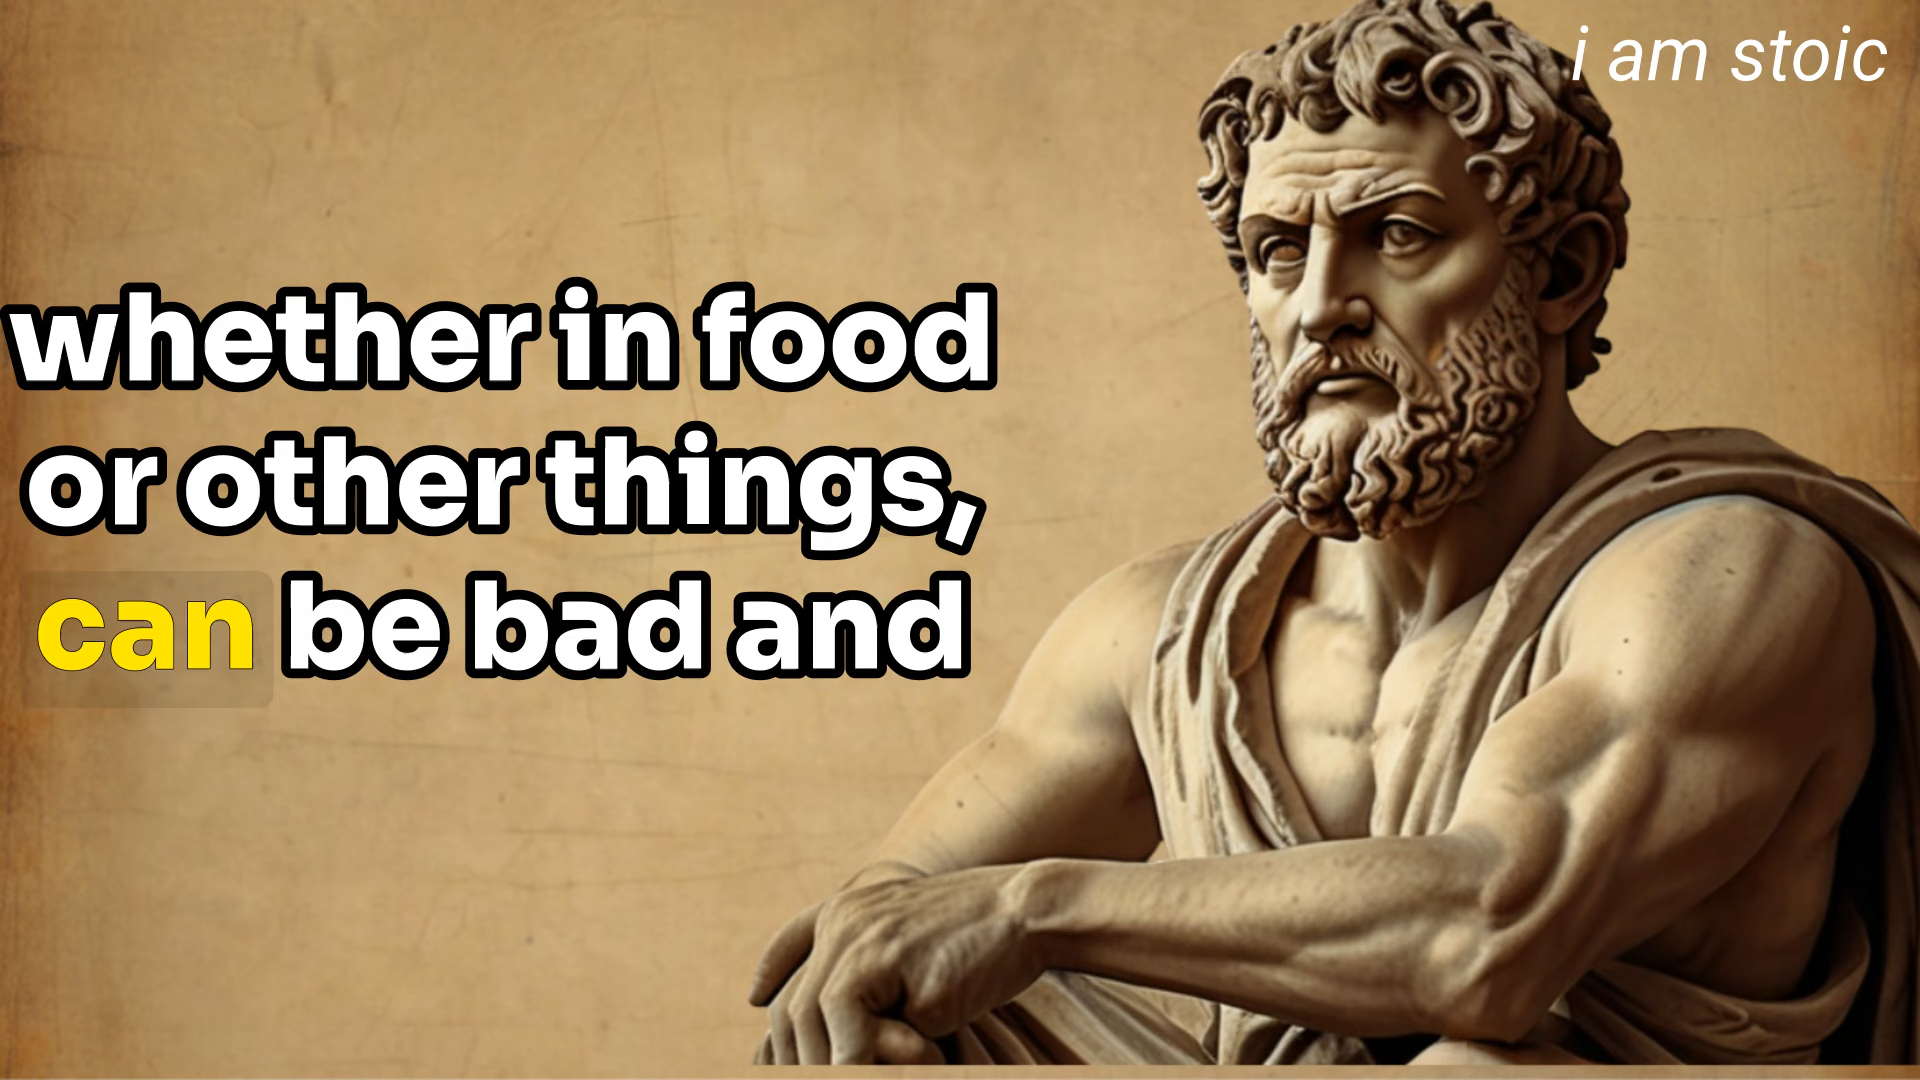 i am stoic
whether in food
or other things,
can be bad and